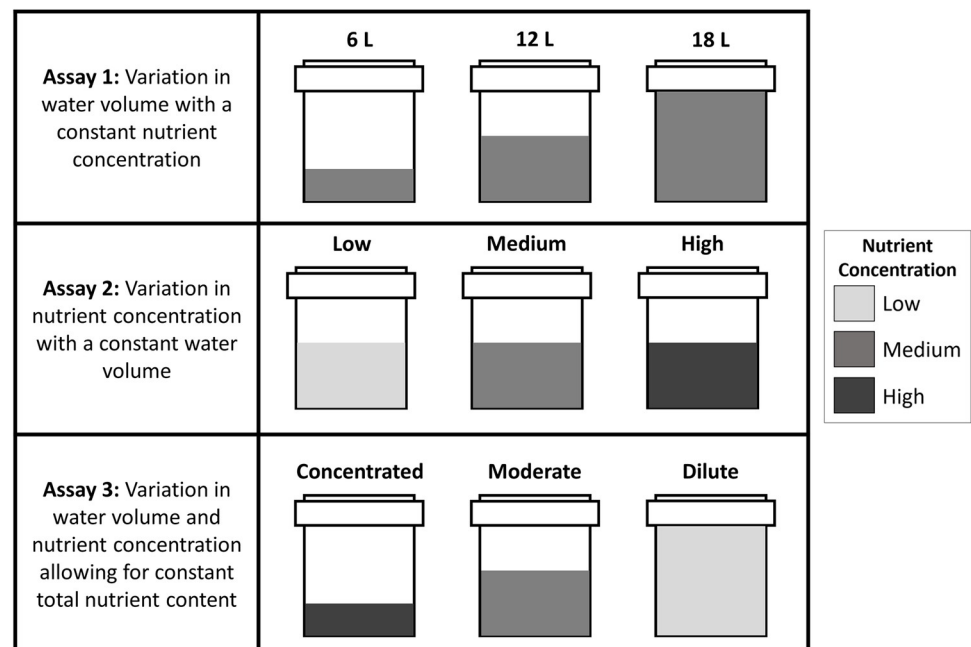 Assay 1: Variation in
water volume with a
constant nutrient
concentration
6 L
12 L
18 L
Assay 2: Variation in
nutrient concentration
with a constant water
volume
Low
Medium
High
Assay 3: Variation in
water volume and
nutrient concentration
allowing for constant
total nutrient content
Concentrated
Moderate
Dilute
Nutrient
Concentration
Low
Medium
High